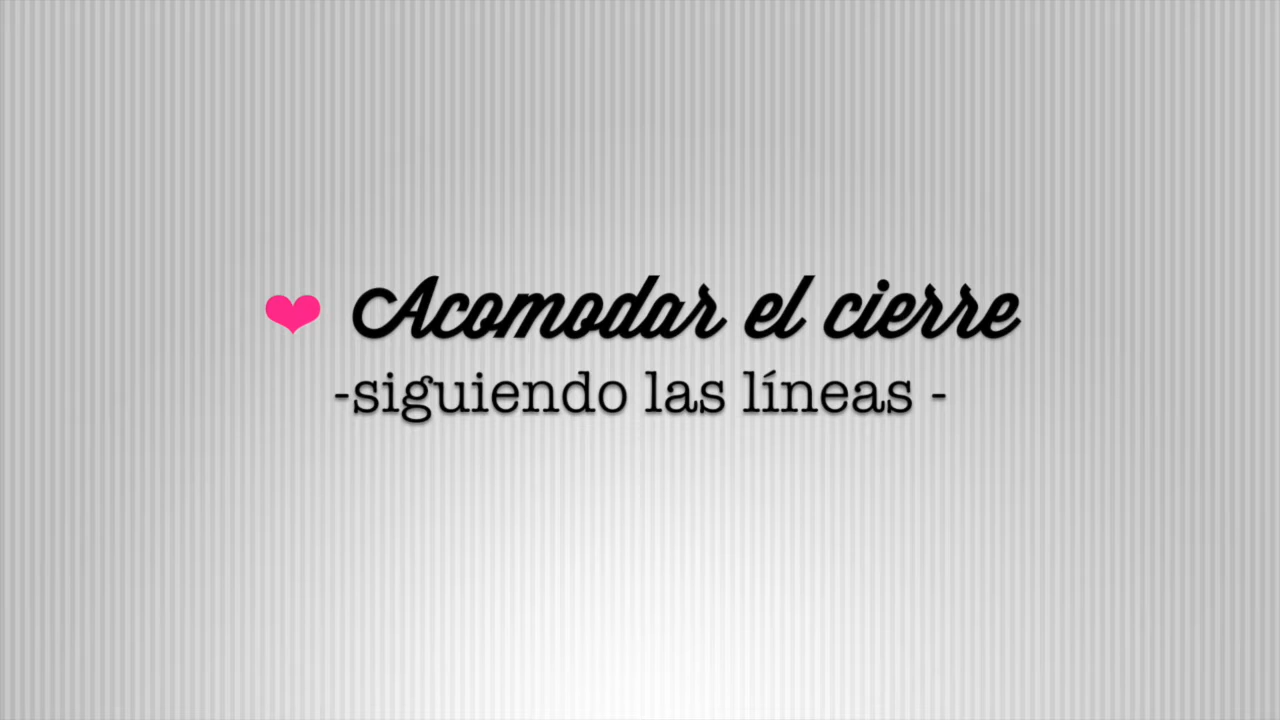 ❤ Acomodar el cierre
-siguiendo las líneas -